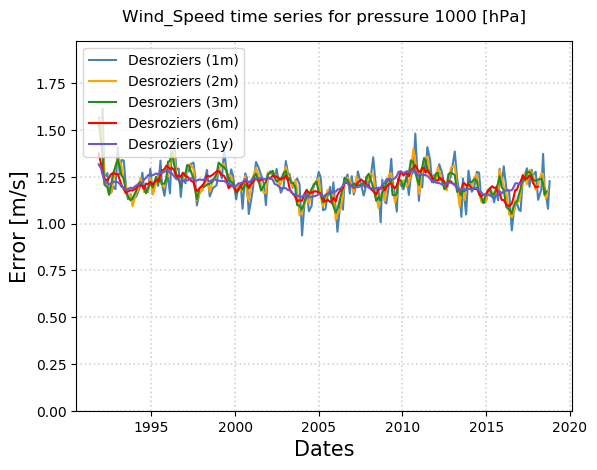 Wind_Speed time series for pressure 1000 [hPa]
Desroziers (1m)
Desroziers (2m)
Desroziers (3m)
Desroziers (6m)
Desroziers (1y)
Error [m/s]
1.75
1.50
1.25
1.00
0.75
0.50
0.25
0.00
1995 2000 2005 2010 2015 2020
Dates